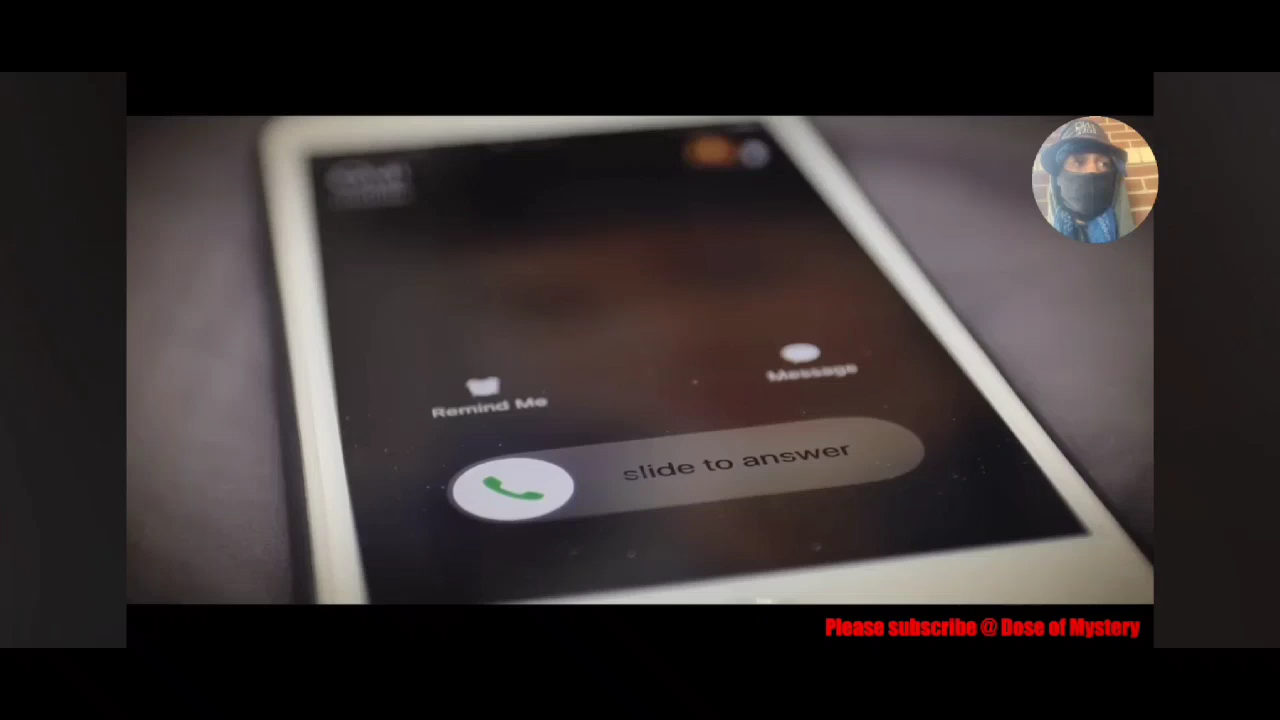 Message
Remind Me
slide to answer
Please subscribe @ Dose of Mystery